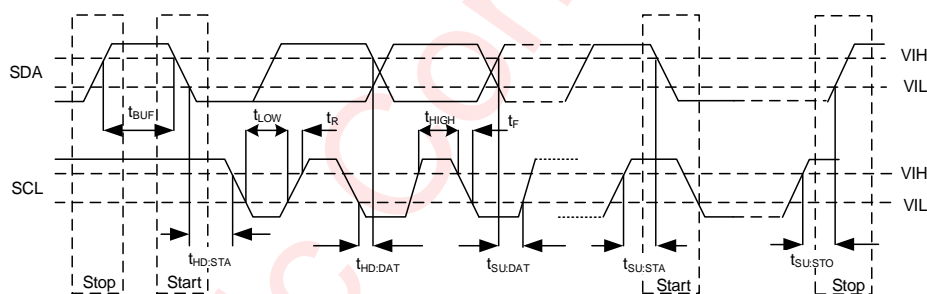 SDA
VIH
VIL
tBUF
tLOW
tR
tHIGH
tF
SCL
VIH
VIL
tHD:STA
tHD:DAT
tSU:DAT
tSU:STA
tSU:STO
Stop
Start
Start
Stop